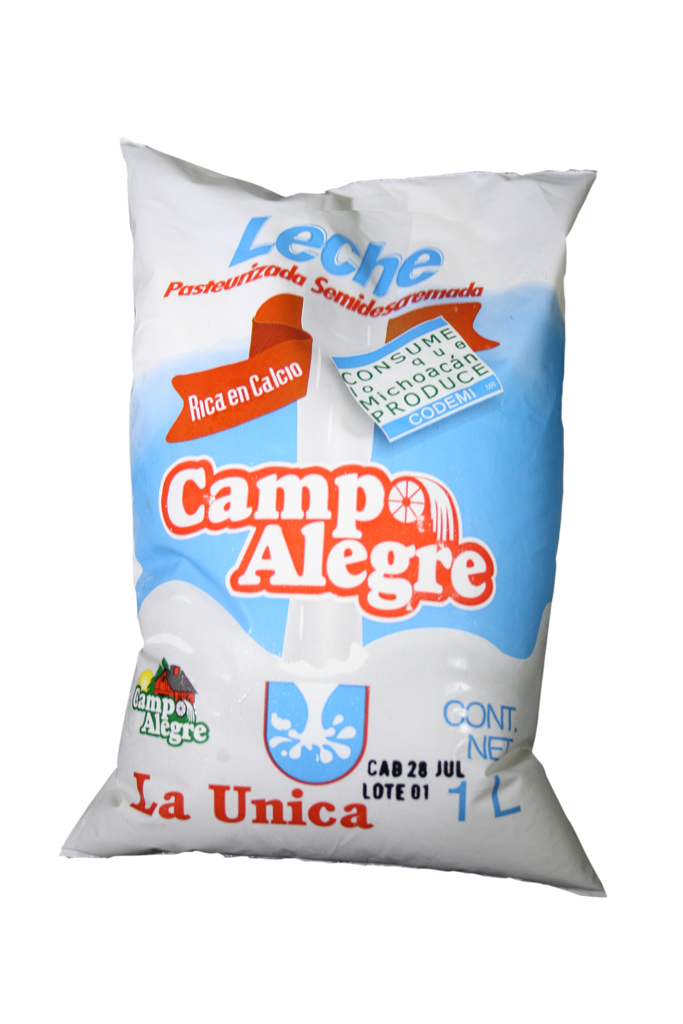 Leche
Pasteurizada Semidescremada
Rica en Calcio
CONSUME
lo que
Michoacán
PRODUCE
CODEMI MR
Campo
Alegre
Campo
Alegre
CONT.
NET.
1 L
CAD 28 JUL
LOTE 01
La Unica